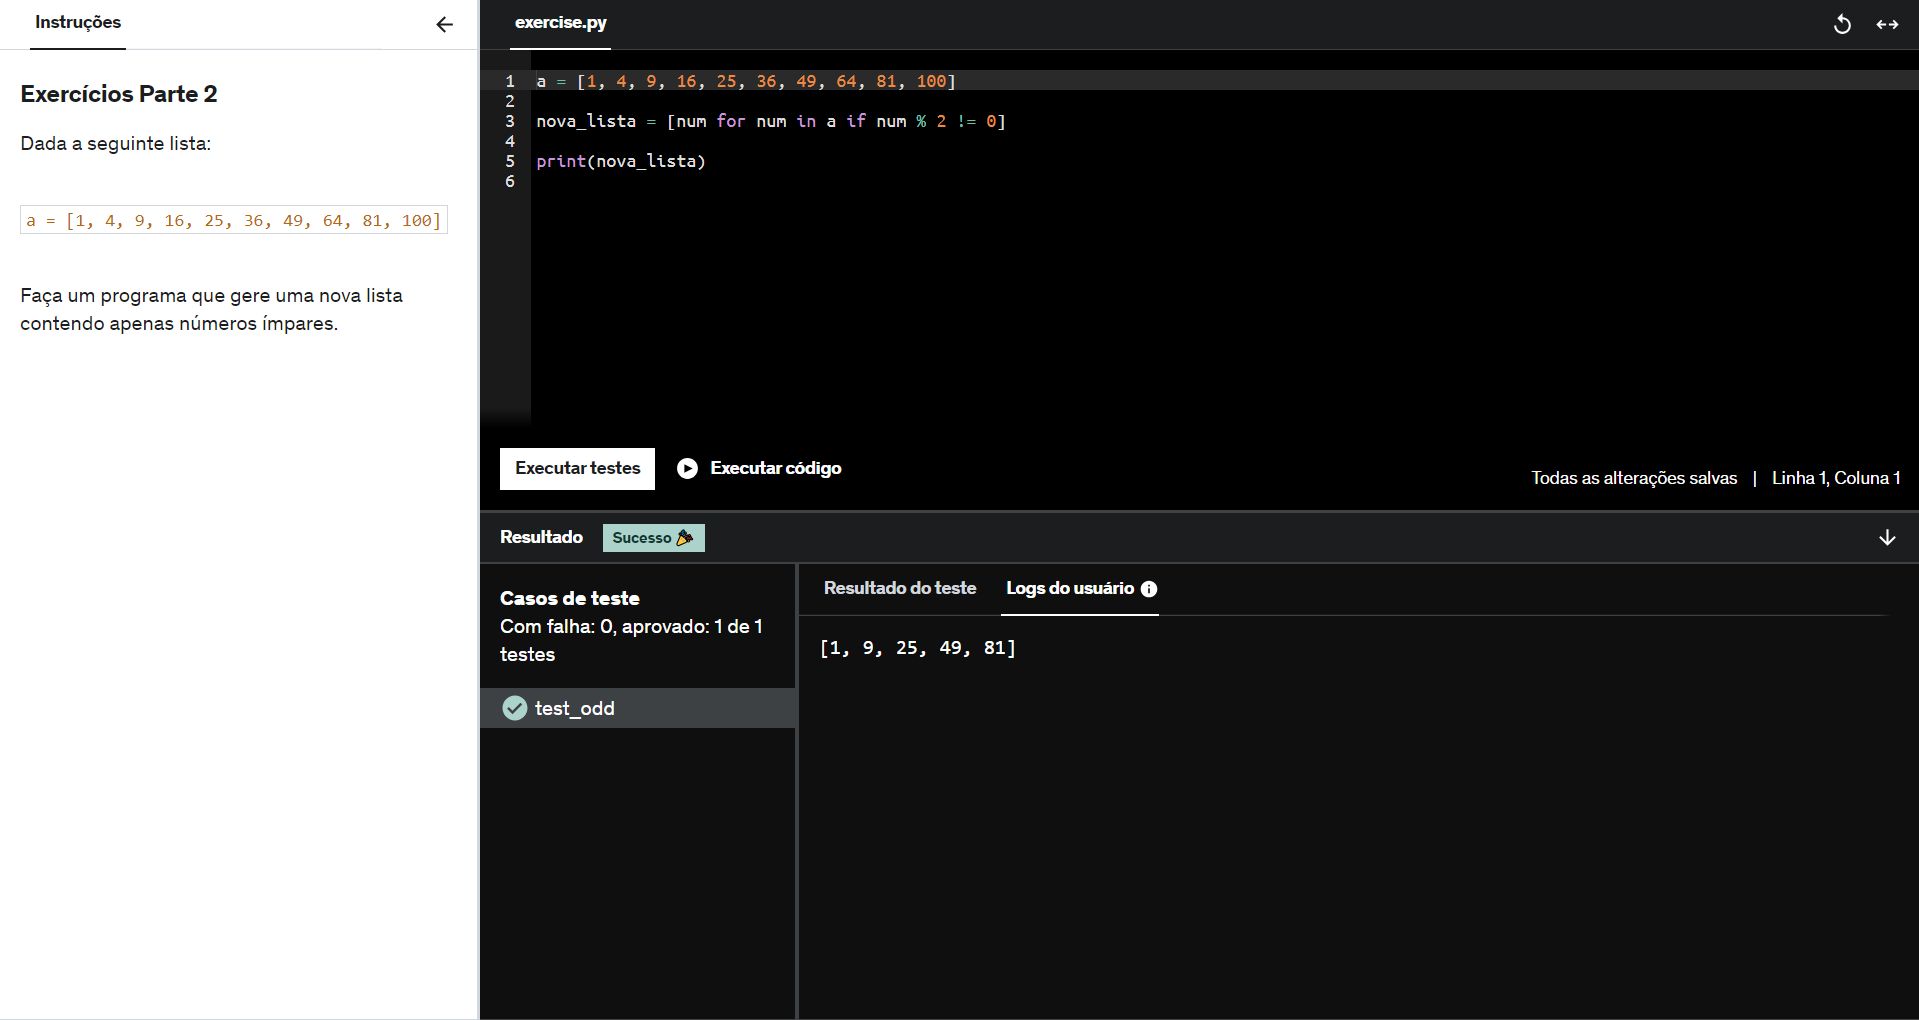 Instruções
Exercícios Parte 2
Dada a seguinte lista:
a = [1, 4, 9, 16, 25, 36, 49, 64, 81, 100]
Faça um programa que gere uma nova lista
contendo apenas números ímpares.
exercise.py
1 a = [1, 4, 9, 16, 25, 36, 49, 64, 81, 100]
2
3 nova_lista = [num for num in a if num % 2 != 0]
4
5 print(nova_lista)
6
Executar testes
Executar código
Todas as alterações salvas | Linha 1, Coluna 1
Resultado
Sucesso 🎉
Casos de teste
Com falha: 0, aprovado: 1 de 1
testes
test_odd
Resultado do teste
Logs do usuário
[1, 9, 25, 49, 81]